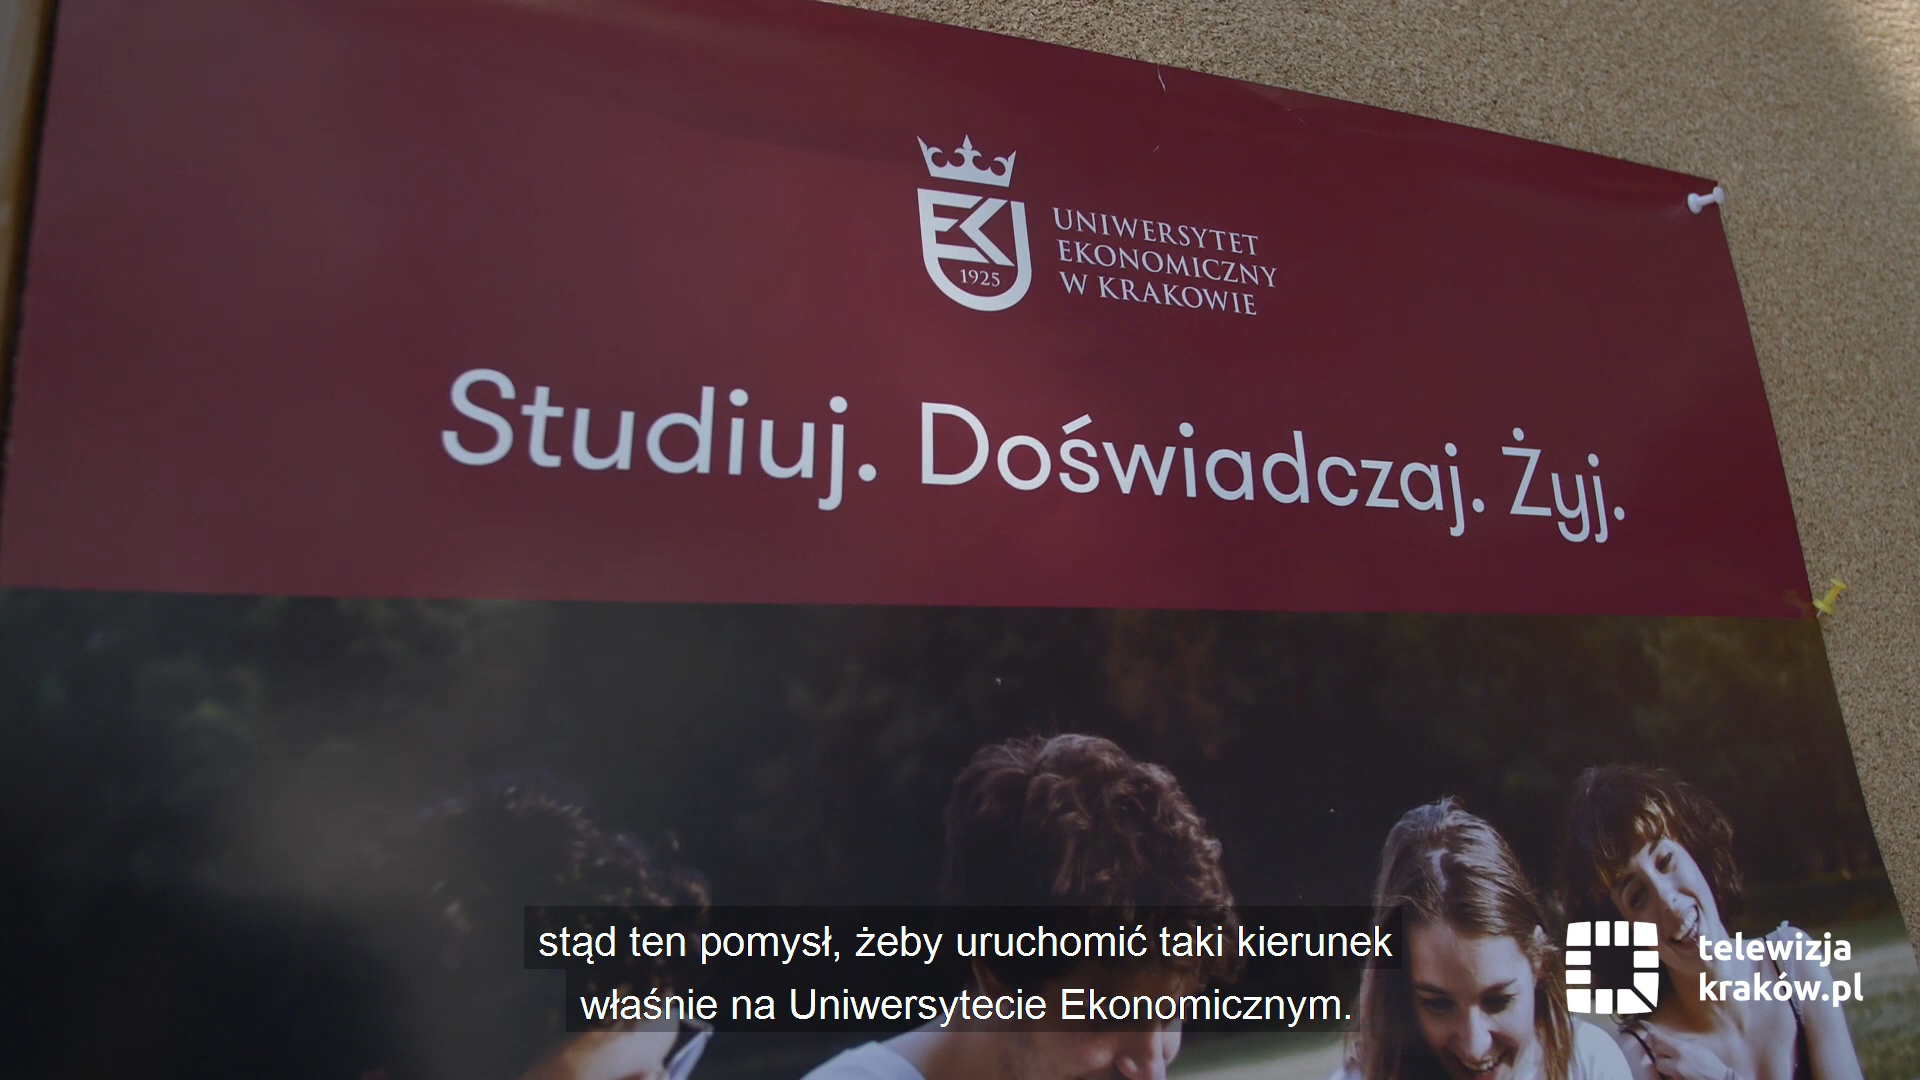 EK
1925
UNIWERSYTET
EKONOMICZNY
W KRAKOWIE
Studiuj. Doświadczaj. Żyj.
stąd ten pomysł, żeby uruchomić taki kierunek
właśnie na Uniwersytecie Ekonomicznym.
telewizja
kraków.pl